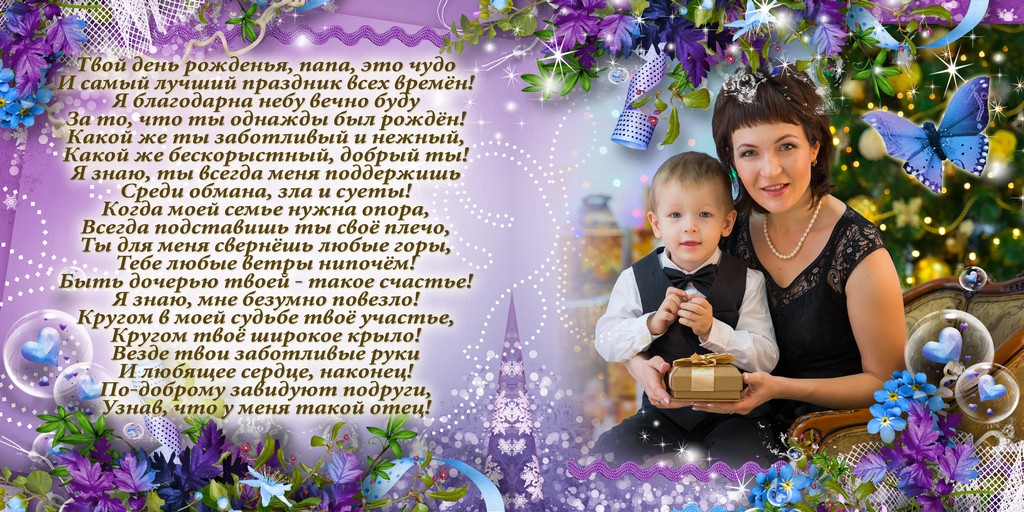 Твой день рожденья, папа, это чудо
И самый лучший праздник всех времён!
Я благодарна небу вечно буду
За то, что ты однажды был рождён!
Какой же ты заботливый и нежный,
Какой же бескорыстный, добрый ты!
Я знаю, ты всегда меня поддержишь
Среди обмана, зла и суеты!
Когда моей семье нужна опора,
Всегда подставишь ты своё плечо,
Ты для меня свернёшь любые горы,
Тебе любые ветры нипочём!
Быть дочерью твоей - такое счастье!
Я знаю, мне безумно повезло!
Кругом в моей судьбе твоё участье,
Кругом твоё широкое крыло!
Везде твои заботливые руки
И любящее сердце, наконец!
По-доброму завидуют подруги,
Узнав, что у меня такой отец!